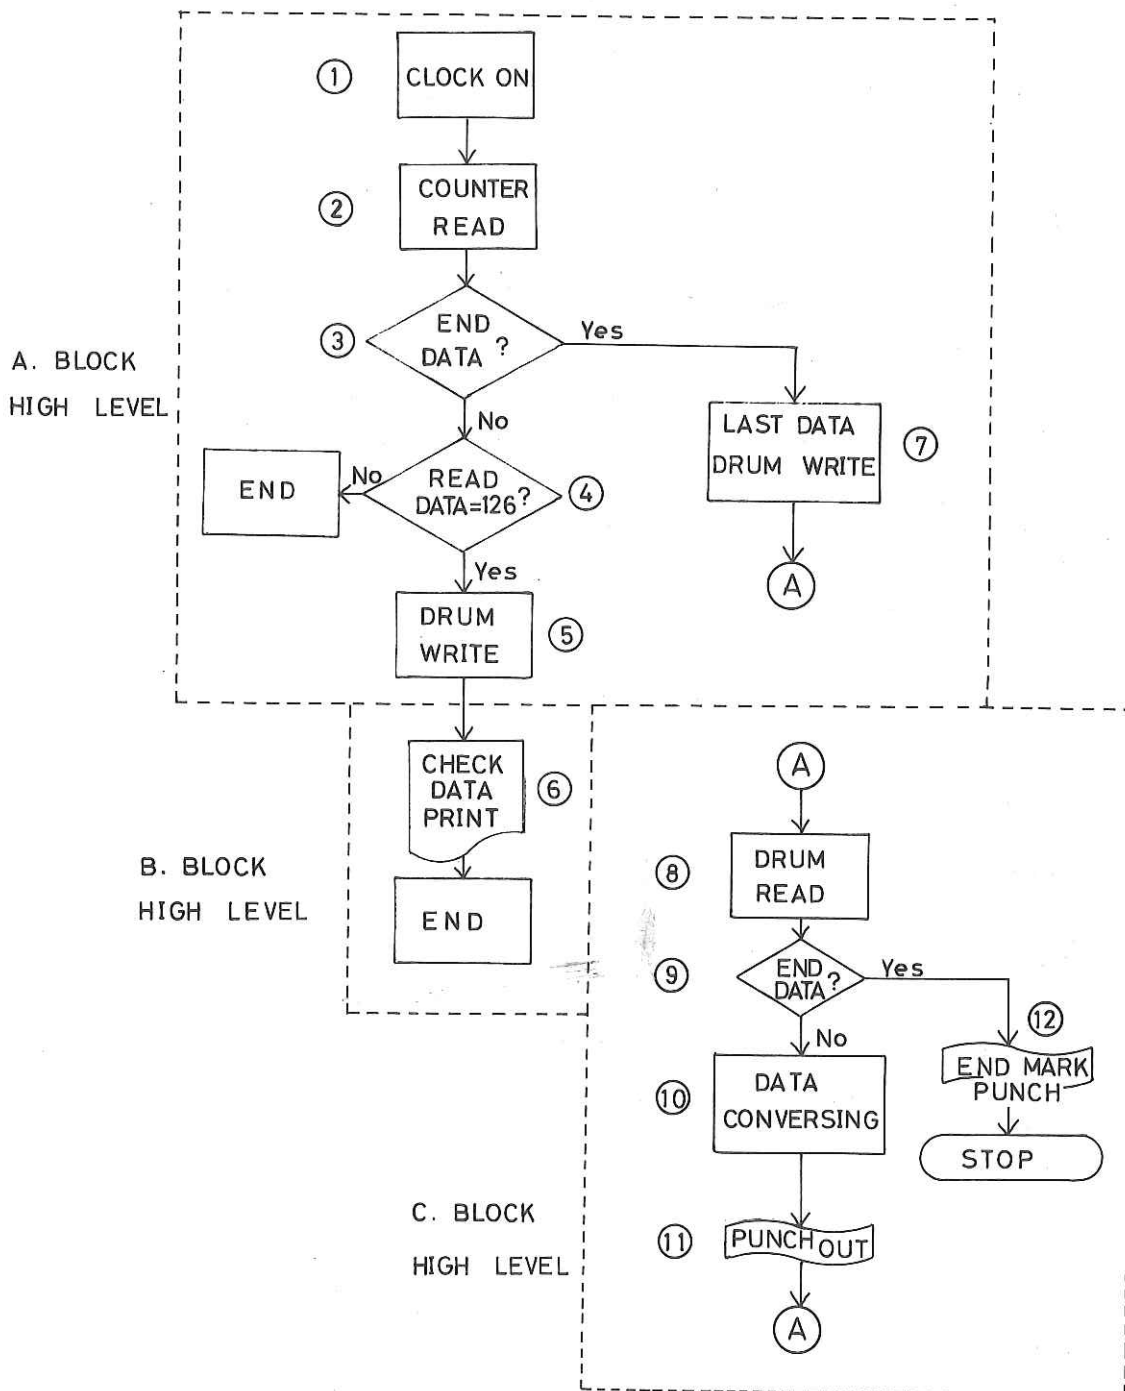 ①
CLOCK ON
②
COUNTER
READ
③
END
DATA ?
Yes
A. BLOCK
HIGH LEVEL
No
LAST DATA
DRUM WRITE
⑦
END
No
READ
DATA=126?
④
Yes
A
DRUM
WRITE
⑤
CHECK
DATA
PRINT
⑥
END
B. BLOCK
HIGH LEVEL
A
⑧
DRUM
READ
⑨
END
DATA?
Yes
No
⑫
END MARK
PUNCH
STOP
⑩
DATA
CONVERSING
C. BLOCK
HIGH LEVEL
⑪
PUNCH OUT
A